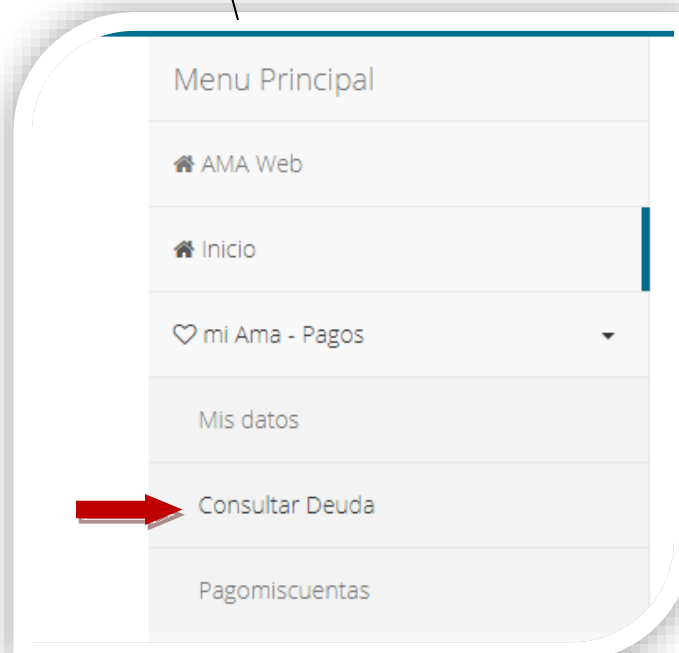 Menu Principal
AMA Web
Inicio
mi Ama - Pagos
Mis datos
Consultar Deuda
Pagomiscuentas